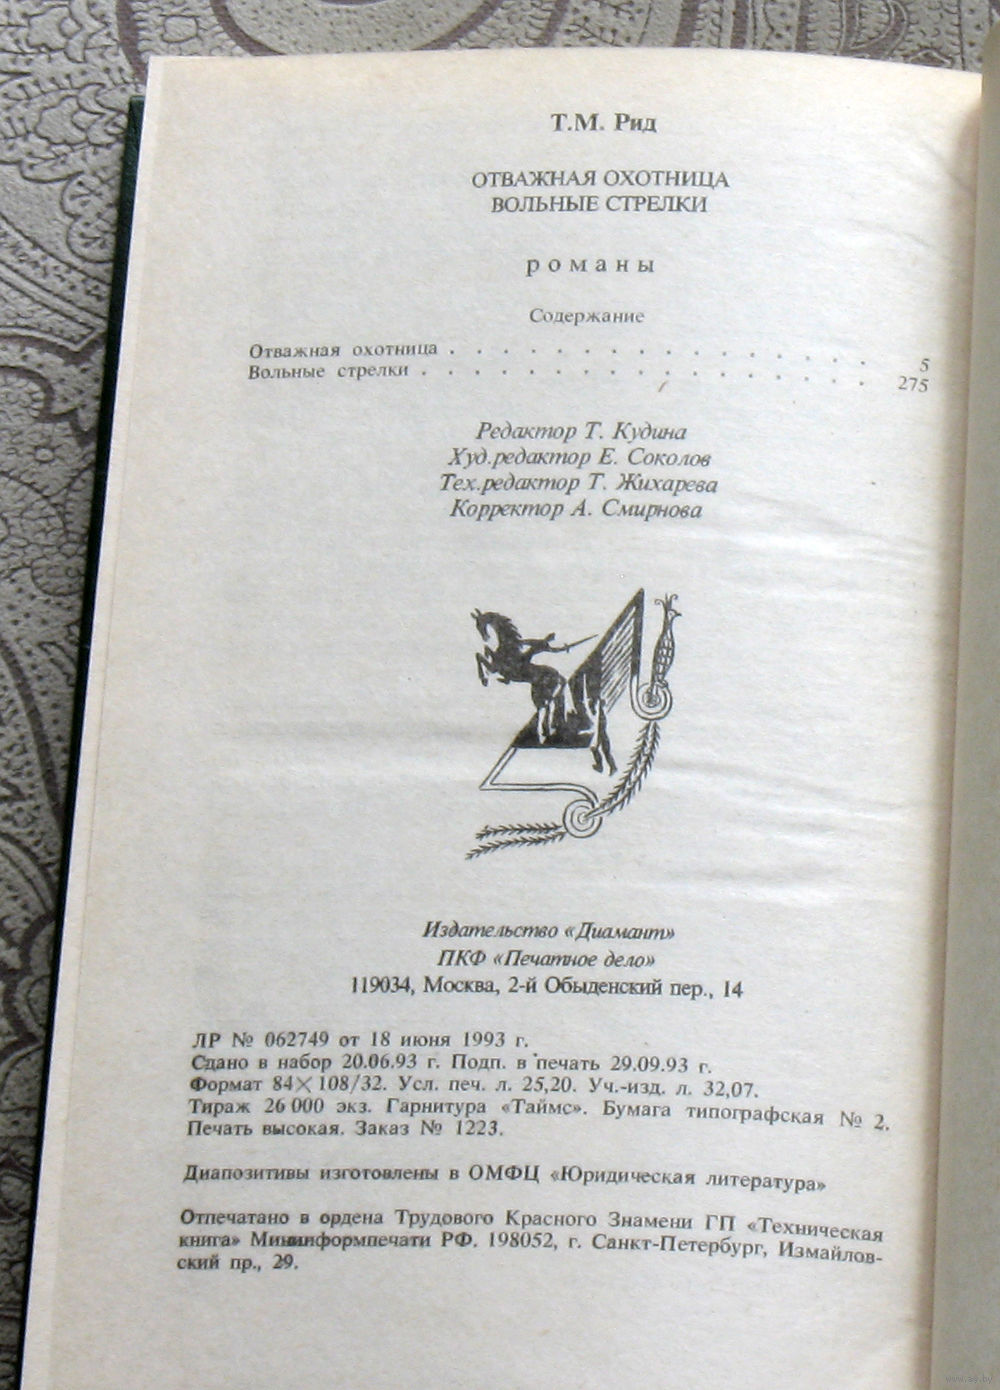 Т.М. Рид
ОТВАЖНАЯ ОХОТНИЦА
ВОЛЬНЫЕ СТРЕЛКИ
романы
Содержание
Отважная охотница . . . . . . . . . . . . . . . . 5
Вольные стрелки . . . . . . . . . . . . . . . . . 275
Редактор Т. Кудина
Худ.редактор Е. Соколов
Тех.редактор Т. Жихарева
Корректор А. Смирнова
Издательство «Диамант»
ПКФ «Печатное дело»
119034, Москва, 2-й Обыденский пер., 14
ЛР № 062749 от 18 июня 1993 г.
Сдано в набор 20.06.93 г. Подп. в печать 29.09.93 г.
Формат 84×108/32. Усл. печ. л. 25,20. Уч.-изд. л. 32,07.
Тираж 26 000 экз. Гарнитура «Таймс». Бумага типографская № 2.
Печать высокая. Заказ № 1223.
Диапозитивы изготовлены в ОМФЦ «Юридическая литература»
Отпечатано в ордена Трудового Красного Знамени ГП «Техническая
книга» Мининформпечати РФ. 198052, г. Санкт-Петербург, Измайлов-
ский пр., 29.
www.ay.by